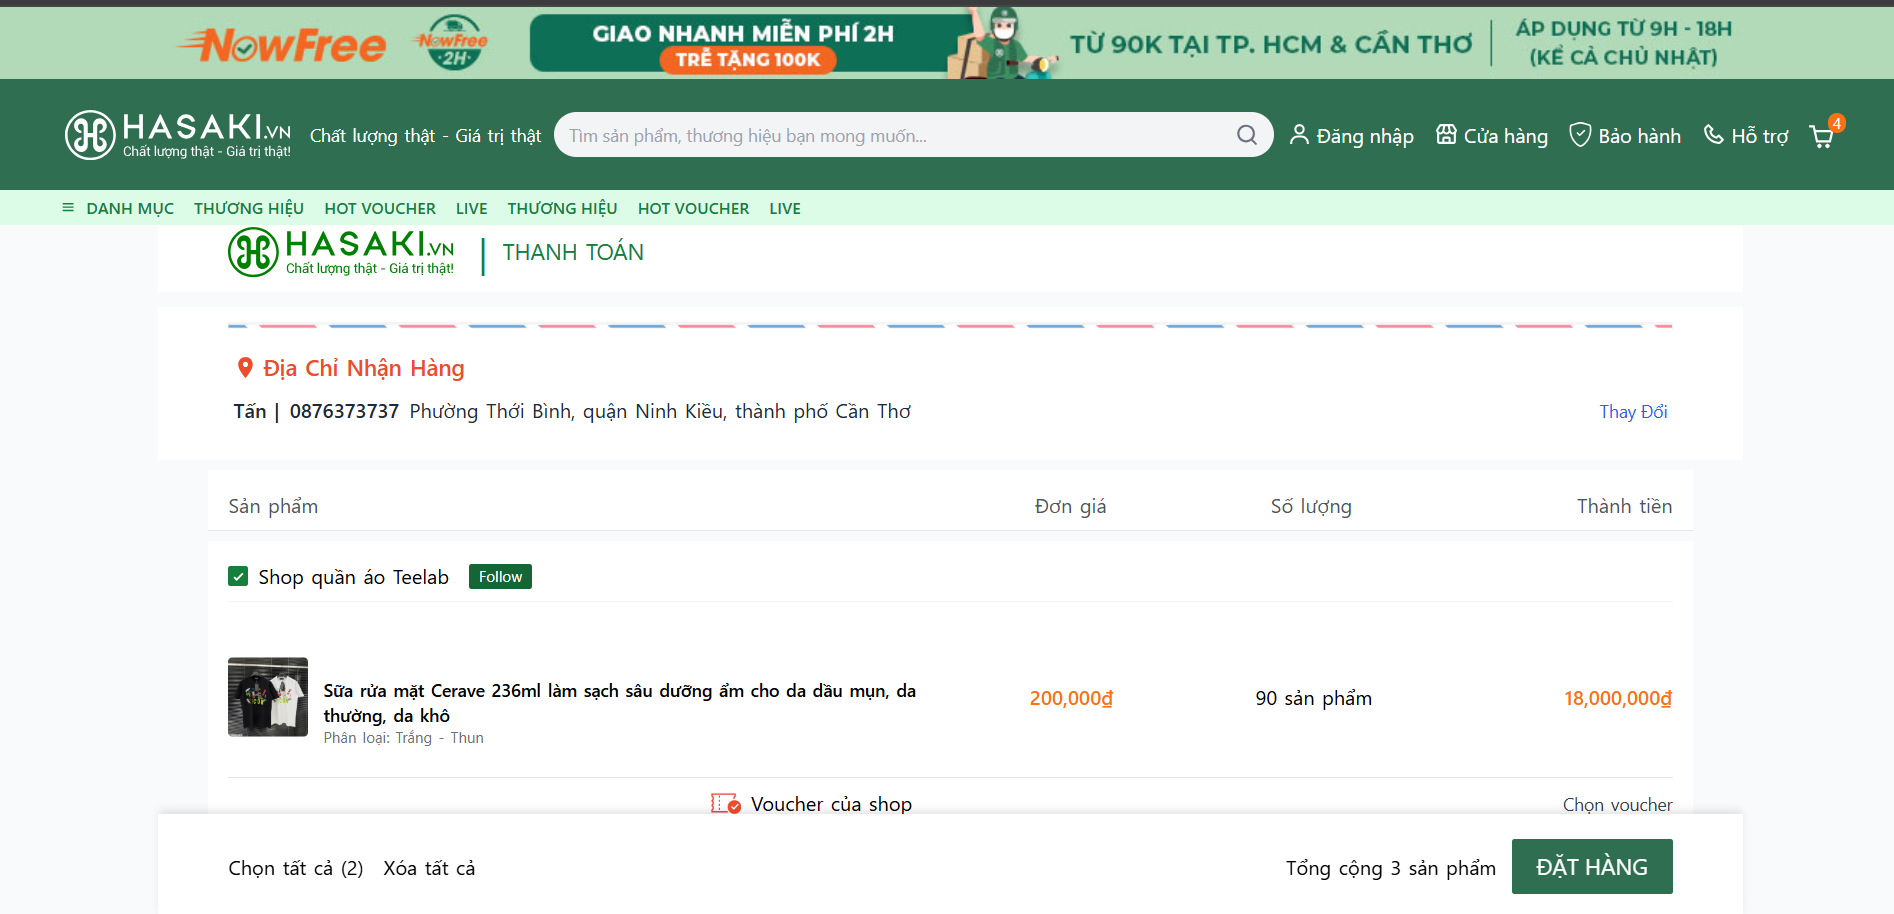 NowFree
NowFree
2H
GIAO NHANH MIỄN PHÍ 2H
TRỄ TẶNG 100K
TỪ 90K TẠI TP. HCM & CẦN THƠ
ÁP DỤNG TỪ 9H - 18H
(KỂ CẢ CHỦ NHẬT)
HASAKI.VN
Chất lượng thật - Giá trị thật!
Chất lượng thật - Giá trị thật
Tìm sản phẩm, thương hiệu bạn mong muốn...
Đăng nhập
Cửa hàng
Bảo hành
Hỗ trợ
4
DANH MỤC THƯƠNG HIỆU HOT VOUCHER LIVE THƯƠNG HIỆU HOT VOUCHER LIVE
HASAKI.VN
Chất lượng thật - Giá trị thật!
THANH TOÁN
Địa Chỉ Nhận Hàng
Tấn | 0876373737 Phường Thới Bình, quận Ninh Kiều, thành phố Cần Thơ Thay Đổi
Sản phẩm Đơn giá Số lượng Thành tiền
Shop quần áo Teelab Follow
Sữa rửa mặt Cerave 236ml làm sạch sâu dưỡng ẩm cho da dầu mụn, da
thường, da khô
Phân loại: Trắng - Thun
200,000₫ 90 sản phẩm 18,000,000₫
Voucher của shop Chọn voucher
Chọn tất cả (2) Xóa tất cả Tổng cộng 3 sản phẩm ĐẶT HÀNG